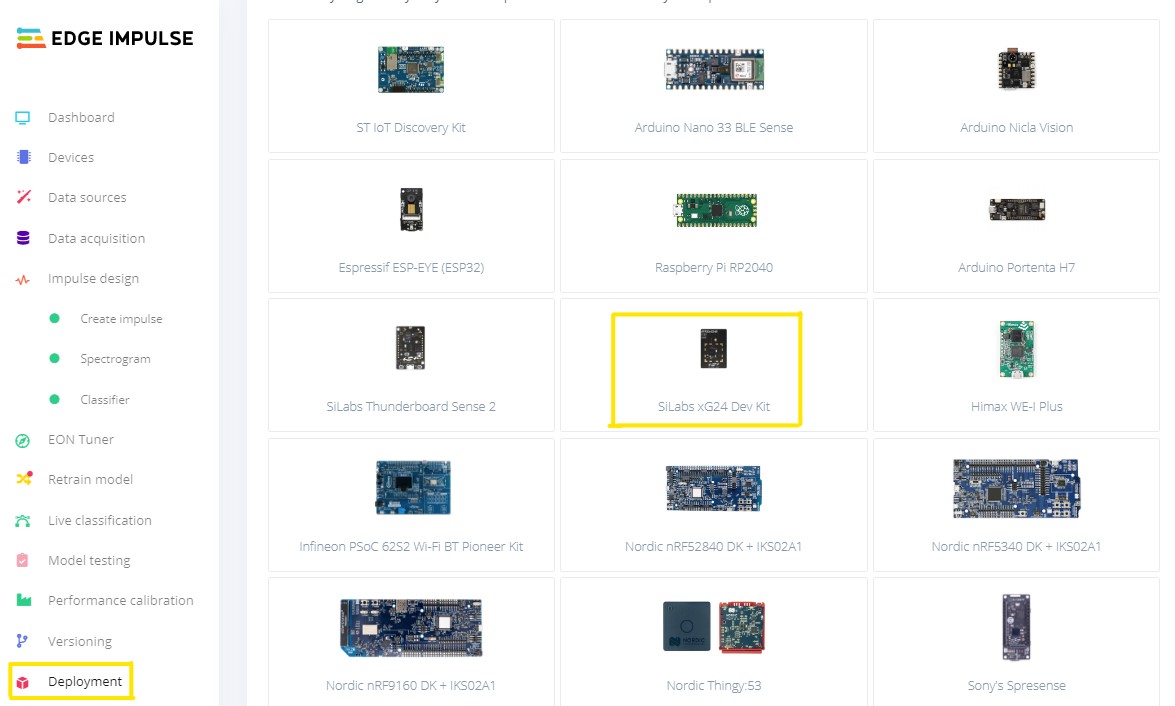 EDGE IMPULSE
Dashboard
Devices
Data sources
Data acquisition
Impulse design
Create impulse
Spectrogram
Classifier
EON Tuner
Retrain model
Live classification
Model testing
Performance calibration
Versioning
Deployment
ST IoT Discovery Kit
Arduino Nano 33 BLE Sense
Arduino Nicla Vision
Espressif ESP-EYE (ESP32)
Raspberry Pi RP2040
Arduino Portenta H7
SiLabs Thunderboard Sense 2
SiLabs xG24 Dev Kit
Himax WE-I Plus
Infineon PSoC 62S2 Wi-Fi BT Pioneer Kit
Nordic nRF52840 DK + IKS02A1
Nordic nRF5340 DK + IKS02A1
Nordic nRF9160 DK + IKS02A1
Nordic Thingy:53
Sony's Spresense